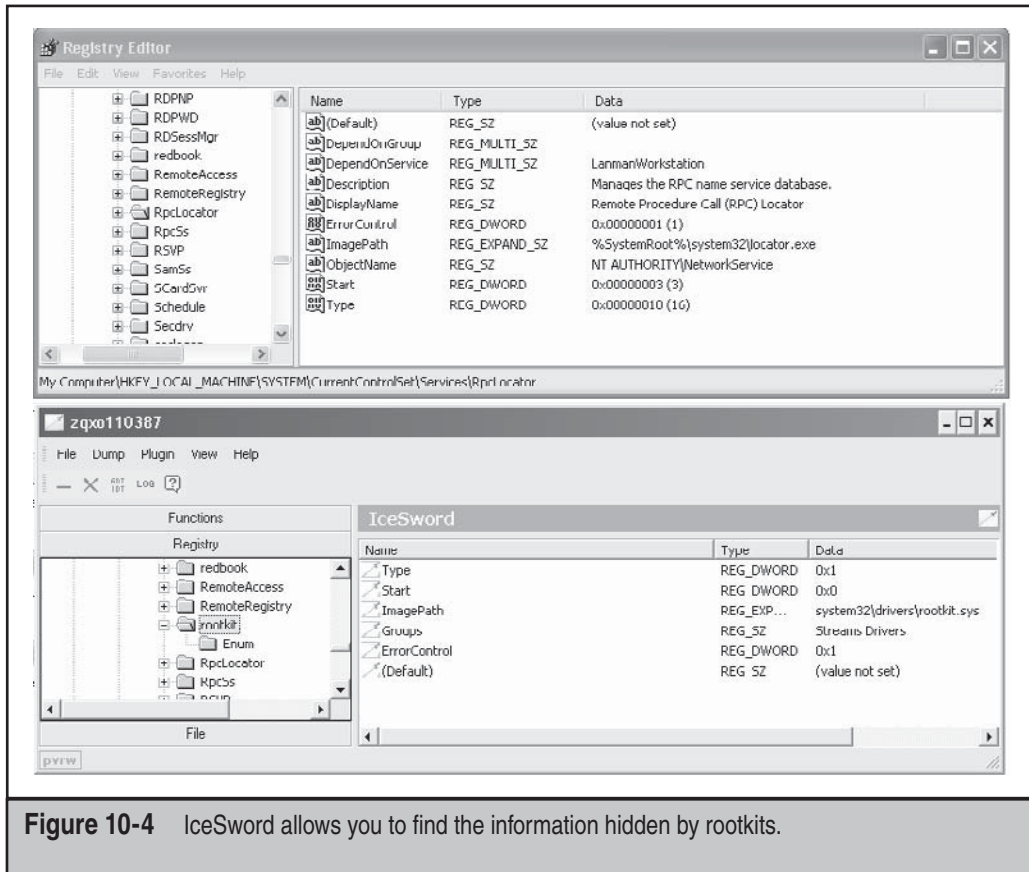 Registry Editor
File Edit View Favorites Help
RDPNP
RDPWD
RDSessMgr
redbook
RemoteAccess
RemoteRegistry
RpcLocator
RpcSs
RSVP
SamSs
SCardSvr
Schedule
Secdrv
Name Type Data
(Default) REG_SZ (value not set)
DependOnGroup REG_MULTI_SZ
DependOnService REG_MULTI_SZ LanmanWorkstation
Description REG_SZ Manages the RPC name service database.
DisplayName REG_SZ Remote Procedure Call (RPC) Locator
ErrorControl REG_DWORD 0x00000001 (1)
ImagePath REG_EXPAND_SZ %SystemRoot%\system32\locator.exe
ObjectName REG_SZ NT AUTHORITY\NetworkService
Start REG_DWORD 0x00000003 (3)
Type REG_DWORD 0x00000010 (16)
My Computer\HKEY_LOCAL_MACHINE\SYSTEM\CurrentControlSet\Services\RpcLocator
zqxo110387
File Dump Plugin View Help
LOG
Functions
Registry
redbook
RemoteAccess
RemoteRegistry
rootkit
Enum
RpcLocator
RpcSs
File
IceSword
Name Type Data
Type REG_DWORD 0x1
Start REG_DWORD 0x0
ImagePath REG_EXP... system32\drivers\rootkit.sys
Groups REG_SZ Streams Drivers
ErrorControl REG_DWORD 0x1
(Default) REG_SZ (value not set)
Figure 10-4 IceSword allows you to find the information hidden by rootkits.